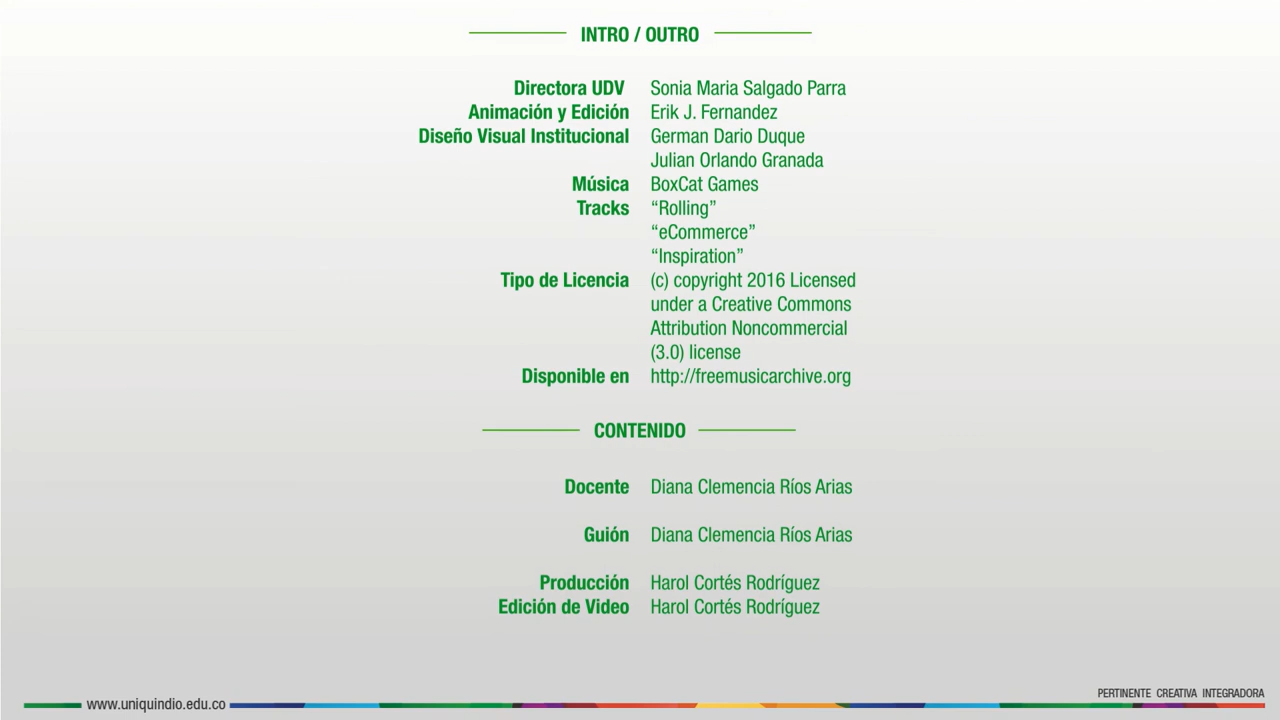 INTRO / OUTRO
Directora UDV Sonia Maria Salgado Parra
Animación y Edición Erik J. Fernandez
Diseño Visual Institucional German Dario Duque
Julian Orlando Granada
Música BoxCat Games
Tracks “Rolling”
“eCommerce”
“Inspiration”
Tipo de Licencia (c) copyright 2016 Licensed
under a Creative Commons
Attribution Noncommercial
(3.0) license
Disponible en http://freemusicarchive.org
CONTENIDO
Docente Diana Clemencia Ríos Arias
Guión Diana Clemencia Ríos Arias
Producción Harol Cortés Rodríguez
Edición de Video Harol Cortés Rodríguez
PERTINENTE CREATIVA INTEGRADORA
www.uniquindio.edu.co